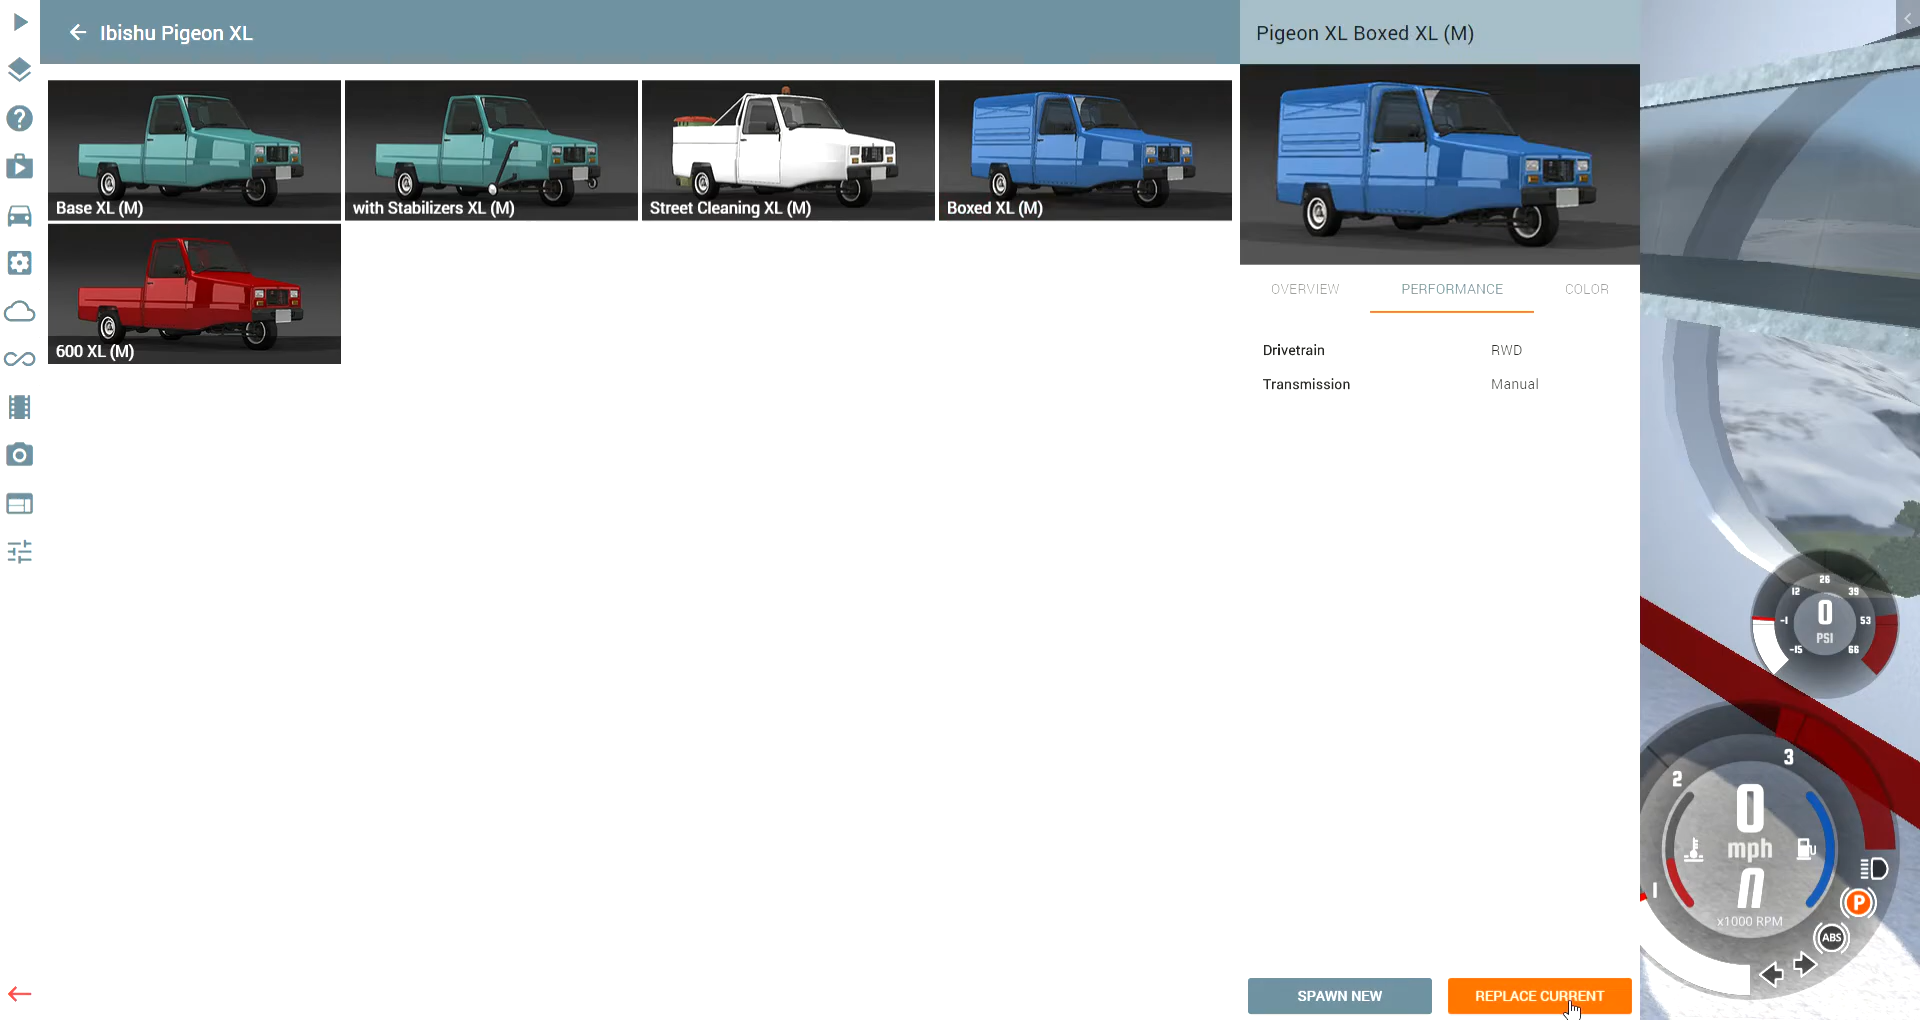 Ibishu Pigeon XL
Base XL (M)
with Stabilizers XL (M)
Street Cleaning XL (M)
Boxed XL (M)
600 XL (M)
Pigeon XL Boxed XL (M)
OVERVIEW
PERFORMANCE
COLOR
Drivetrain RWD
Transmission Manual
SPAWN NEW
REPLACE CURRENT
26
12 39
-1 0 53
PSI
-15 66
3
2
0
mph
1 n
x1000 RPM
P
ABS